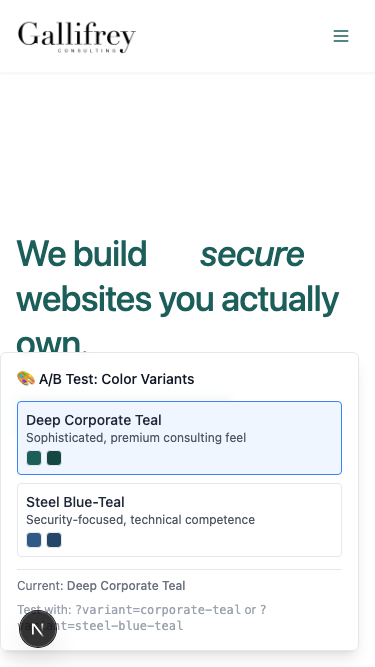 Gallifrey
CONSULTING
We build secure
websites you actually
own.
🎨 A/B Test: Color Variants
Deep Corporate Teal
Sophisticated, premium consulting feel
Steel Blue-Teal
Security-focused, technical competence
Current: Deep Corporate Teal
Test with: ?variant=corporate-teal or ?
variant=steel-blue-teal
N